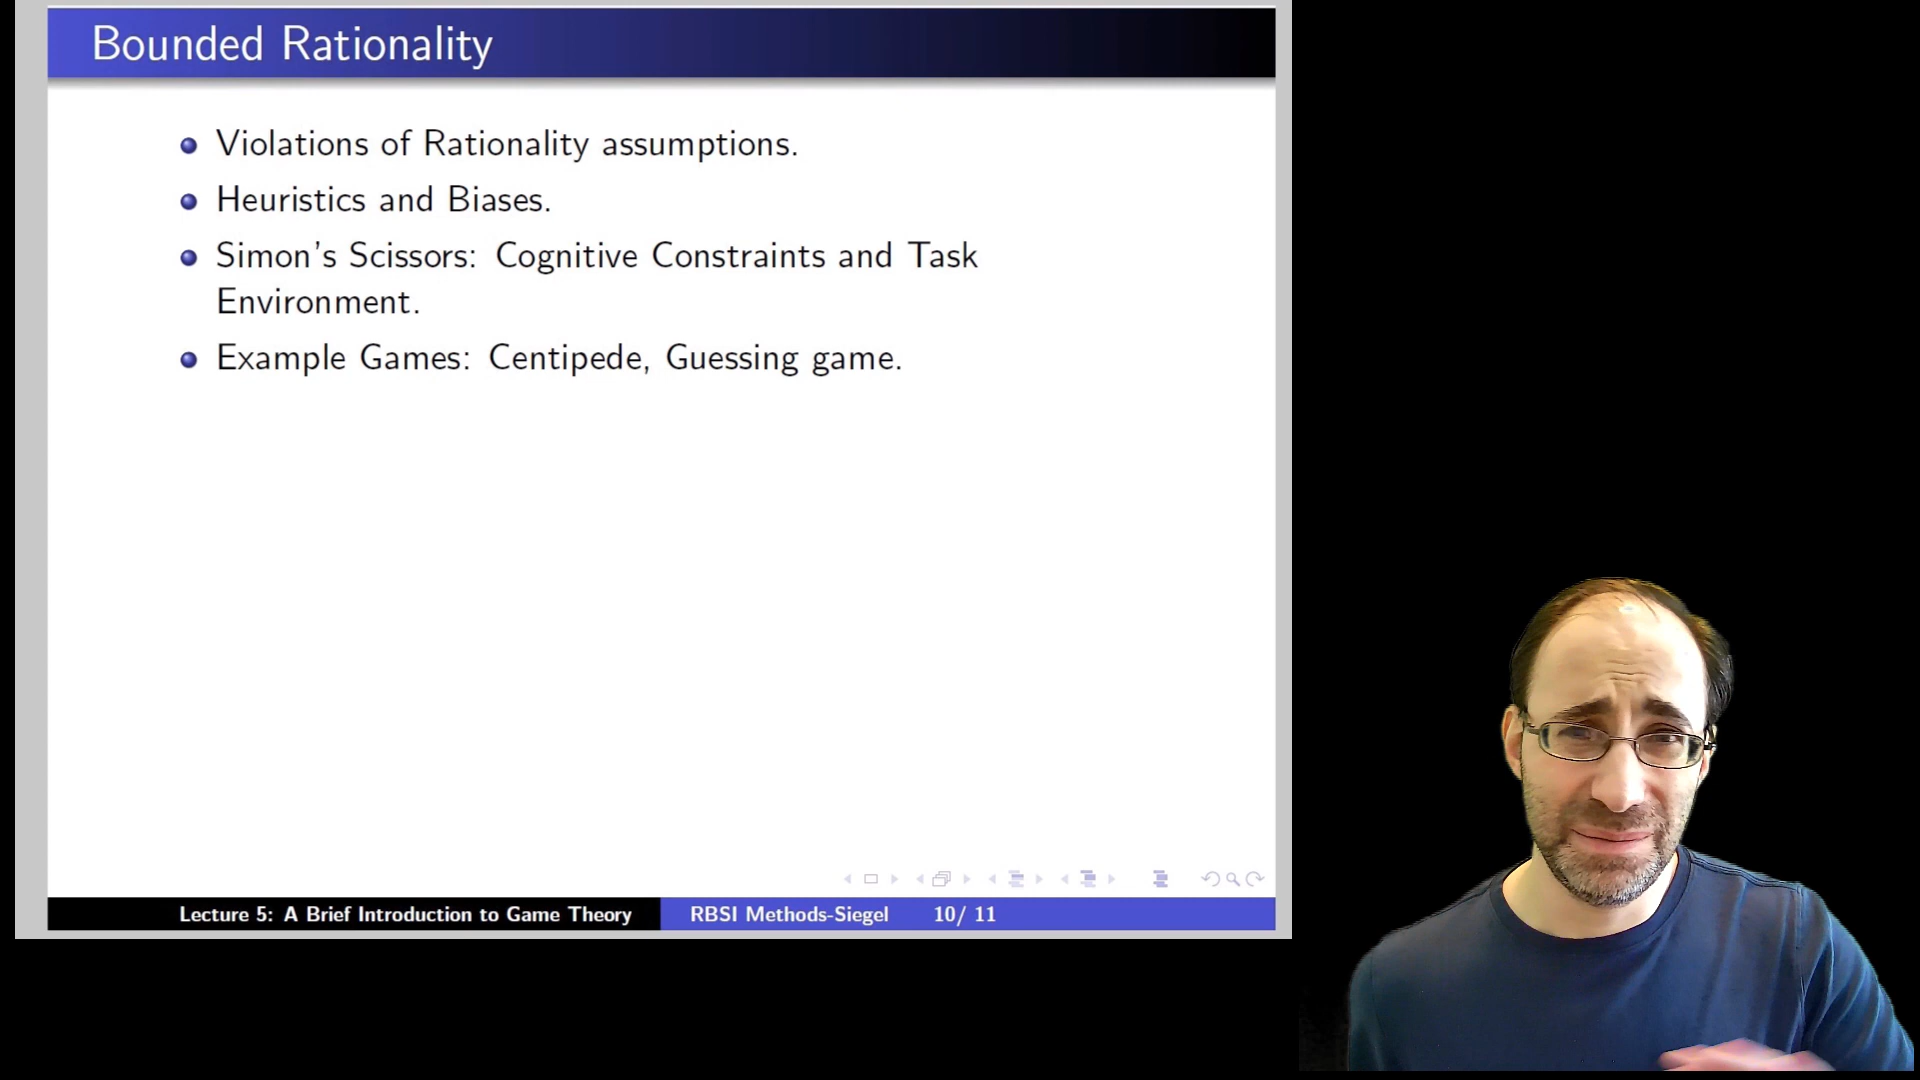 Bounded Rationality
Violations of Rationality assumptions.
Heuristics and Biases.
Simon's Scissors: Cognitive Constraints and Task
Environment.
Example Games: Centipede, Guessing game.
Lecture 5: A Brief Introduction to Game Theory
RBSI Methods-Siegel
10/ 11